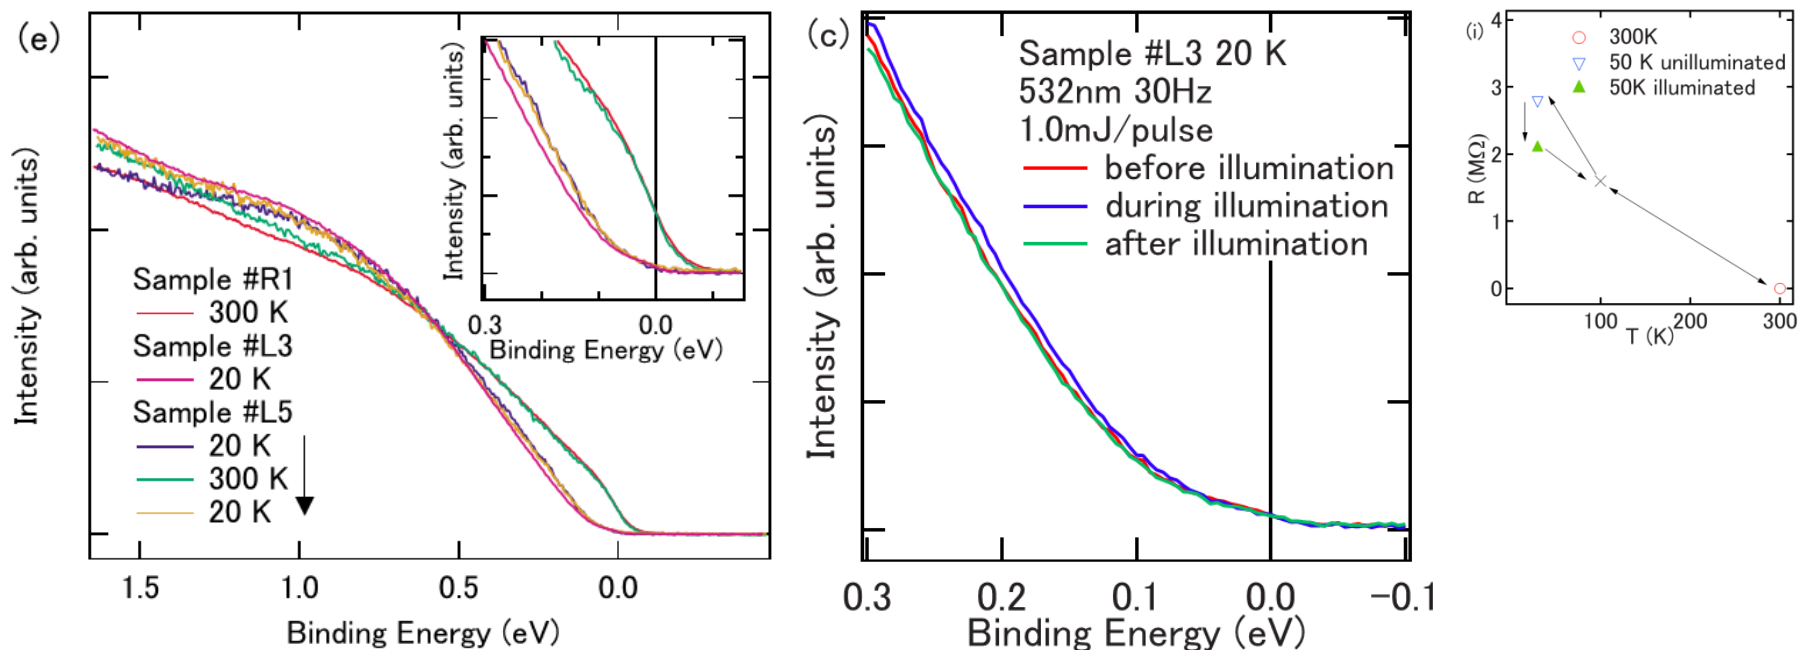 (e)
Intensity (arb. units)
Sample #R1
300 K
Sample #L3
20 K
Sample #L5
20 K
300 K
20 K
1.5
1.0
0.5
0.0
Binding Energy (eV)
Intensity (arb. units)
0.3
0.0
Binding Energy (eV)
(c)
Intensity (arb. units)
Sample #L3 20 K
532nm 30Hz
1.0mJ/pulse
before illumination
during illumination
after illumination
0.3
0.2
0.1
0.0
−0.1
Binding Energy (eV)
(i)
300K
50 K unilluminated
50K illuminated
R (MΩ)
4
3
2
1
0
100
200
300
T (K)